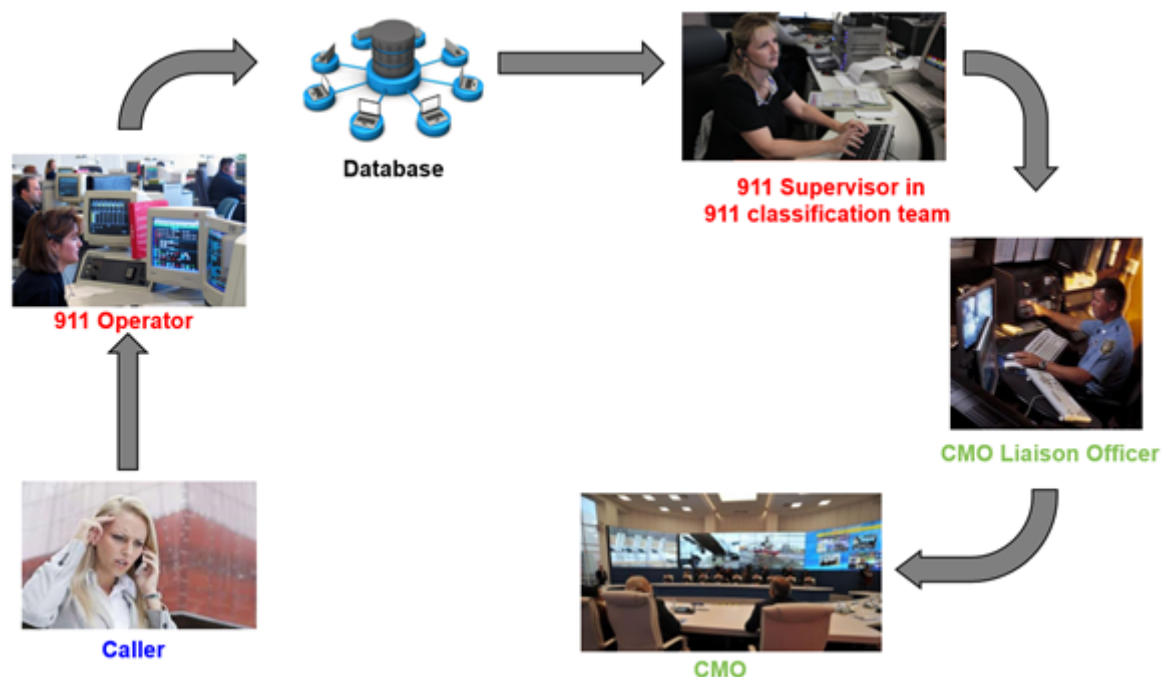 Database
911 Supervisor in
911 classification team
911 Operator
CMO Liaison Officer
Caller
CMO